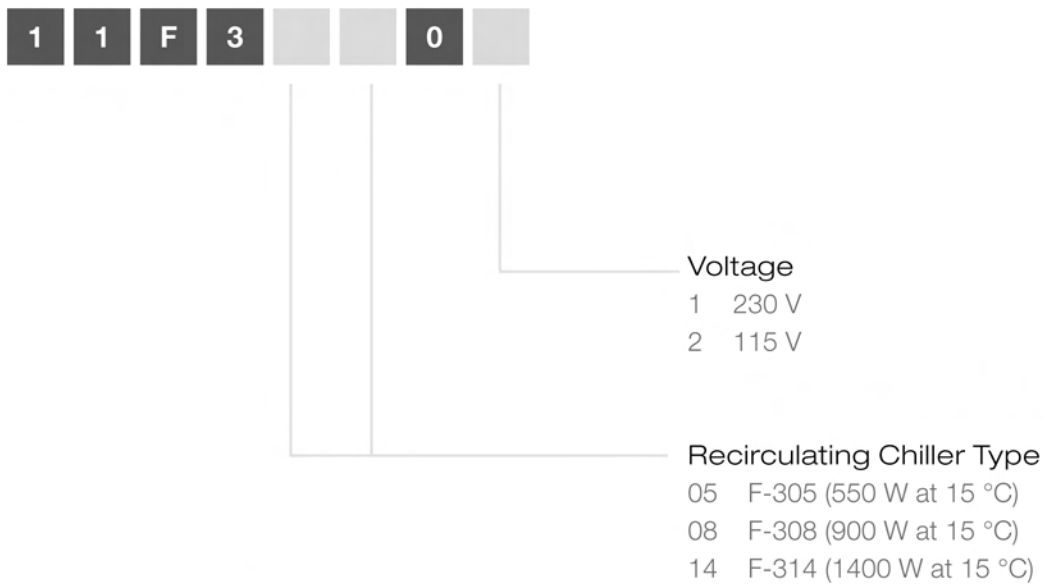 1 1 F 3 0
Voltage
1 230 V
2 115 V
Recirculating Chiller Type
05 F-305 (550 W at 15 °C)
08 F-308 (900 W at 15 °C)
14 F-314 (1400 W at 15 °C)